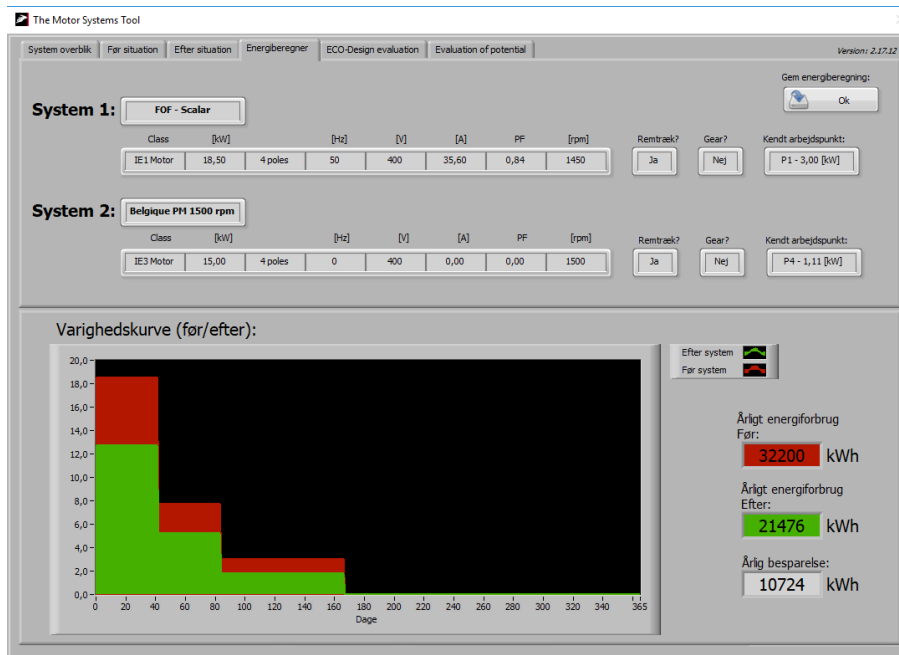 The Motor Systems Tool
System overblik Før situation Efter situation Energiberegner ECO-Design evaluation Evaluation of potential Version: 2.17.12
Gem energiberegning:
Ok
System 1: FOF - Scalar
Class [kW] [Hz] [V] [A] PF [rpm] Remtræk? Gear? Kendt arbejdspunkt:
IE1 Motor 18,50 4 poles 50 400 35,60 0,84 1450 Ja Nej P1 - 3,00 [kW]
System 2: Belgique PM 1500 rpm
Class [kW] [Hz] [V] [A] PF [rpm] Remtræk? Gear? Kendt arbejdspunkt:
IE3 Motor 15,00 4 poles 0 400 0,00 0,00 1500 Ja Nej P4 - 1,11 [kW]
Varighedskurve (før/efter):
20,0
18,0
16,0
14,0
12,0
10,0
8,0
6,0
4,0
2,0
0,0
0 20 40 60 80 100 120 140 160 180 200 220 240 260 280 300 320 340 365
Dage
Efter system
Før system
Årligt energiforbrug
Før:
32200 kWh
Årligt energiforbrug
Efter:
21476 kWh
Årlig besparelse:
10724 kWh